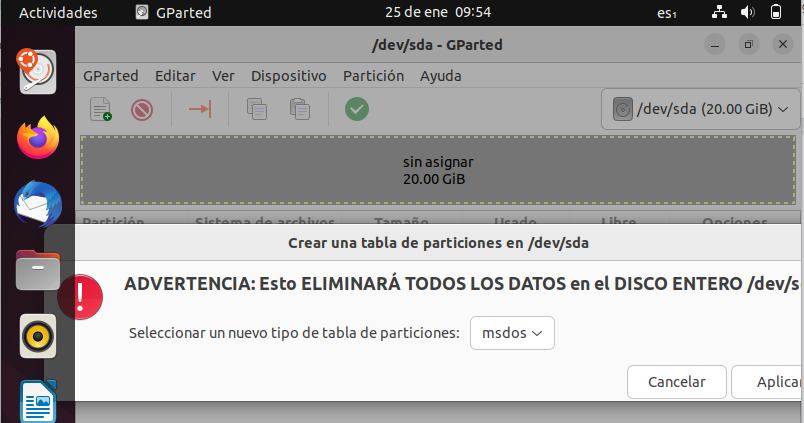 Actividades GParted 25 de ene 09:54 es₁
/dev/sda - GParted
GParted Editar Ver Dispositivo Partición Ayuda
/dev/sda (20.00 GiB)
sin asignar
20.00 GiB
Partición Sistema de archivos Tamaño Usado Libre Opciones
Crear una tabla de particiones en /dev/sda
ADVERTENCIA: Esto ELIMINARÁ TODOS LOS DATOS en el DISCO ENTERO /dev/s
Seleccionar un nuevo tipo de tabla de particiones: msdos
Cancelar Aplicar